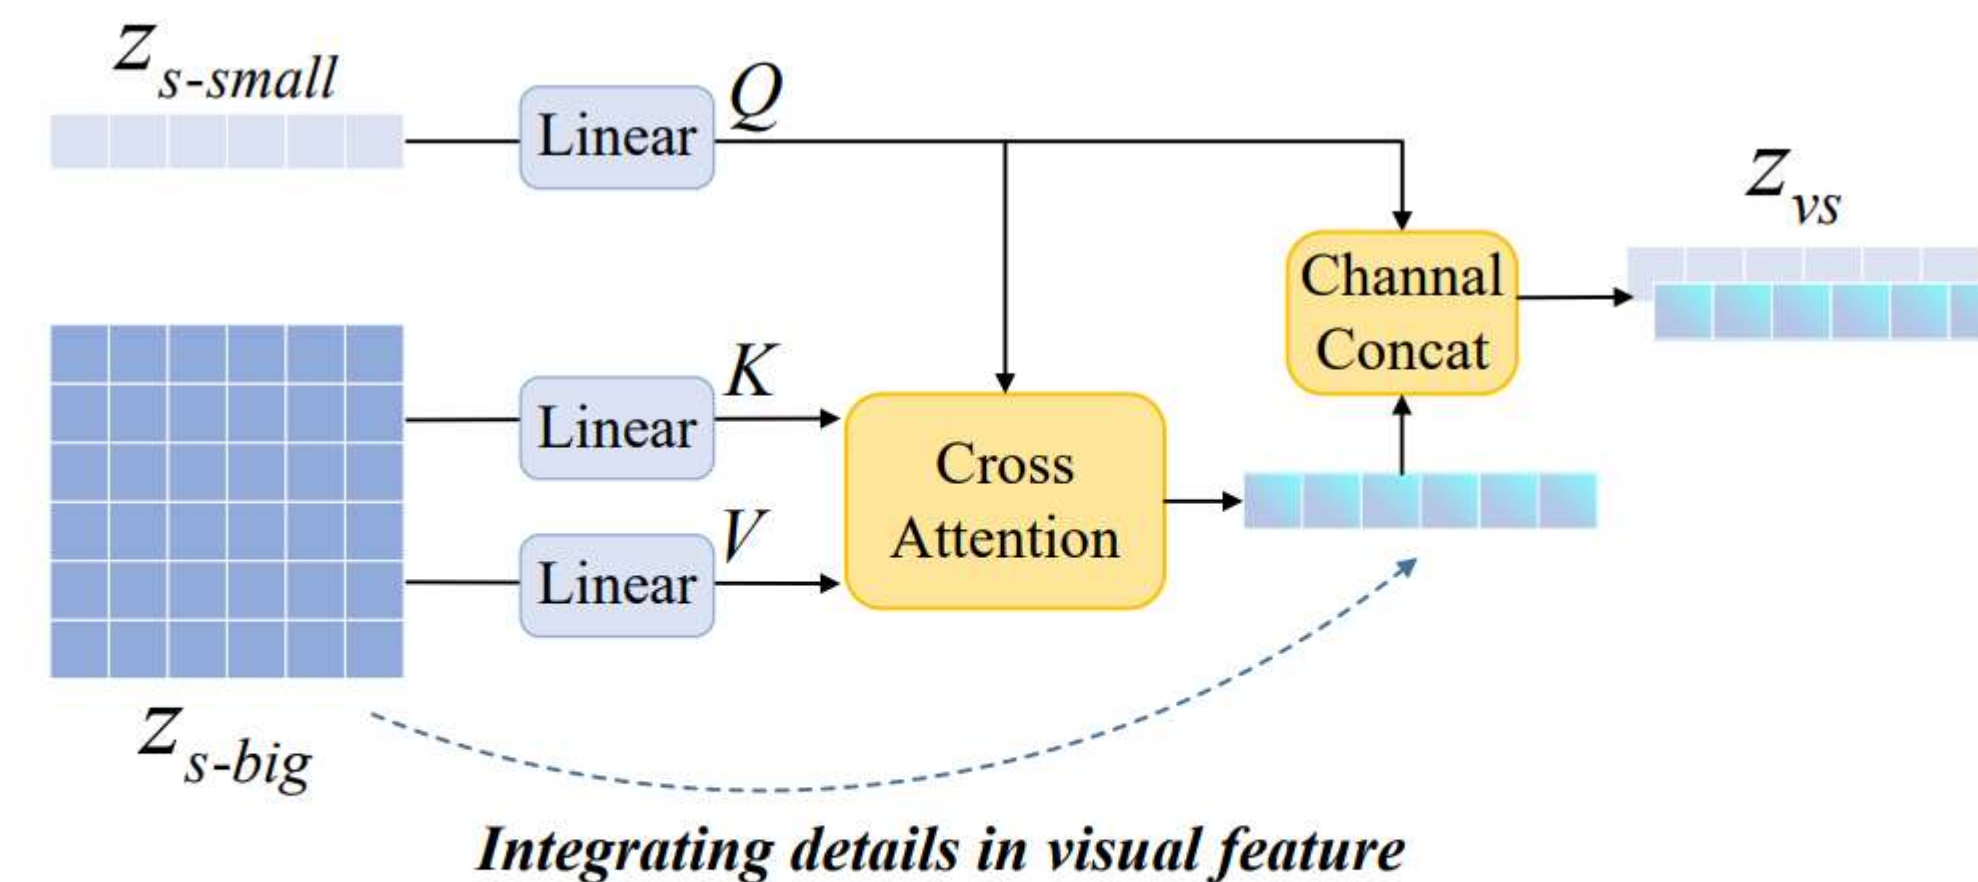 z s-small
Linear
Q
z vs
Channal
Concat
Linear
K
Cross
Attention
Linear
V
z s-big
Integrating details in visual feature